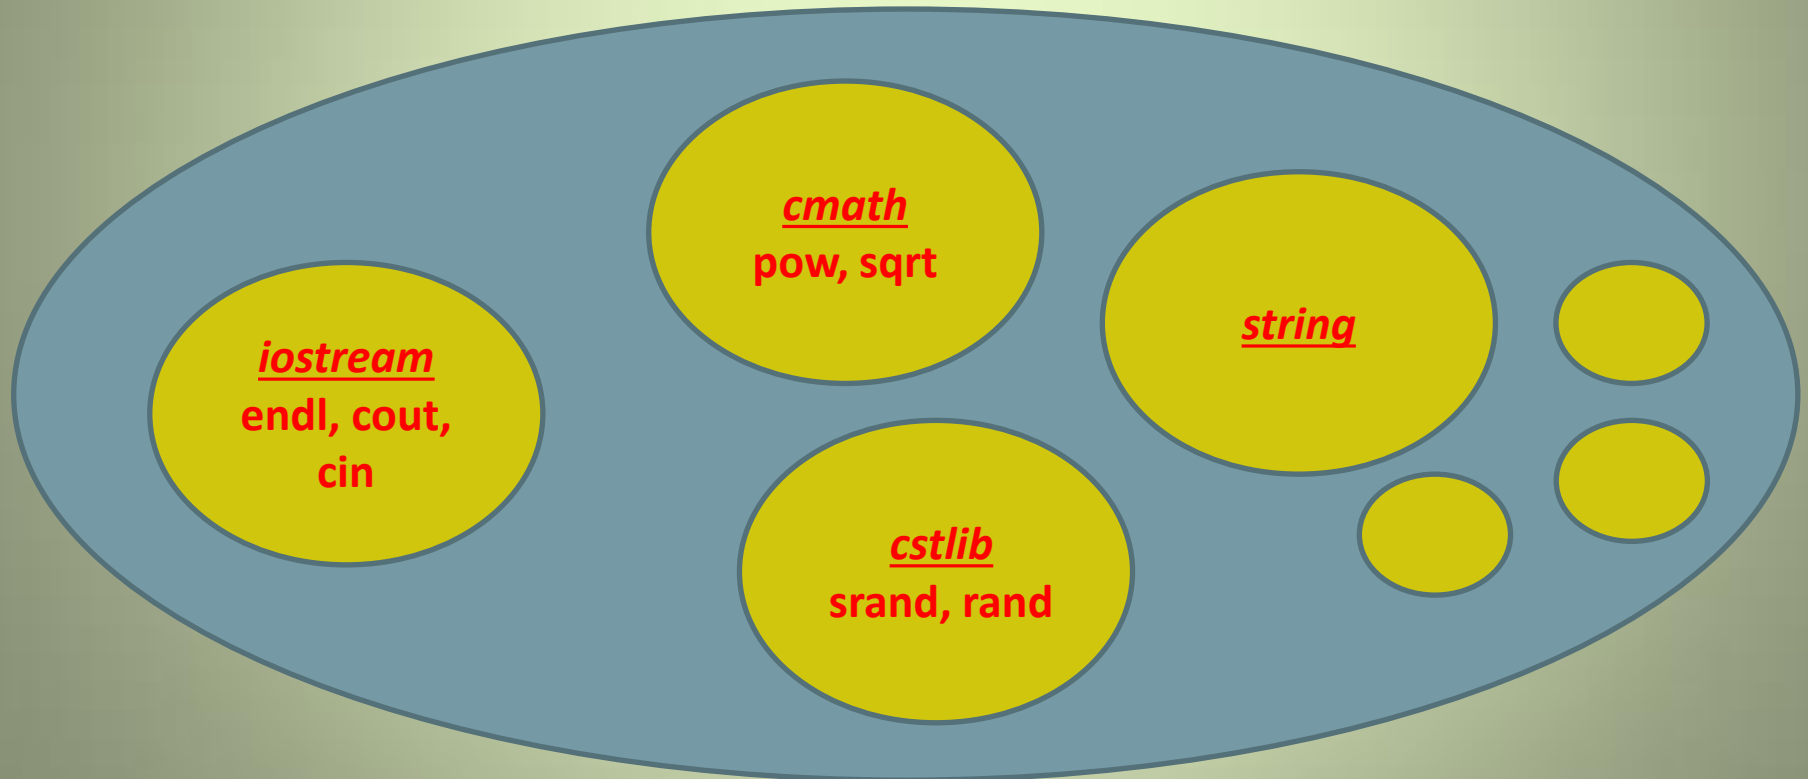 iostream
endl, cout,
cin
cmath
pow, sqrt
cstlib
srand, rand
string